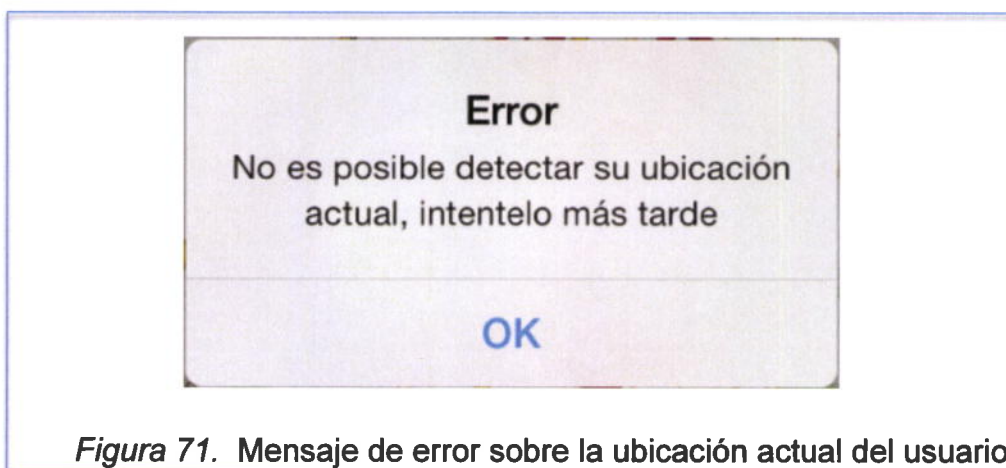 Error
No es posible detectar su ubicación
actual, intentelo más tarde
OK
Figura 71. Mensaje de error sobre la ubicación actual del usuario